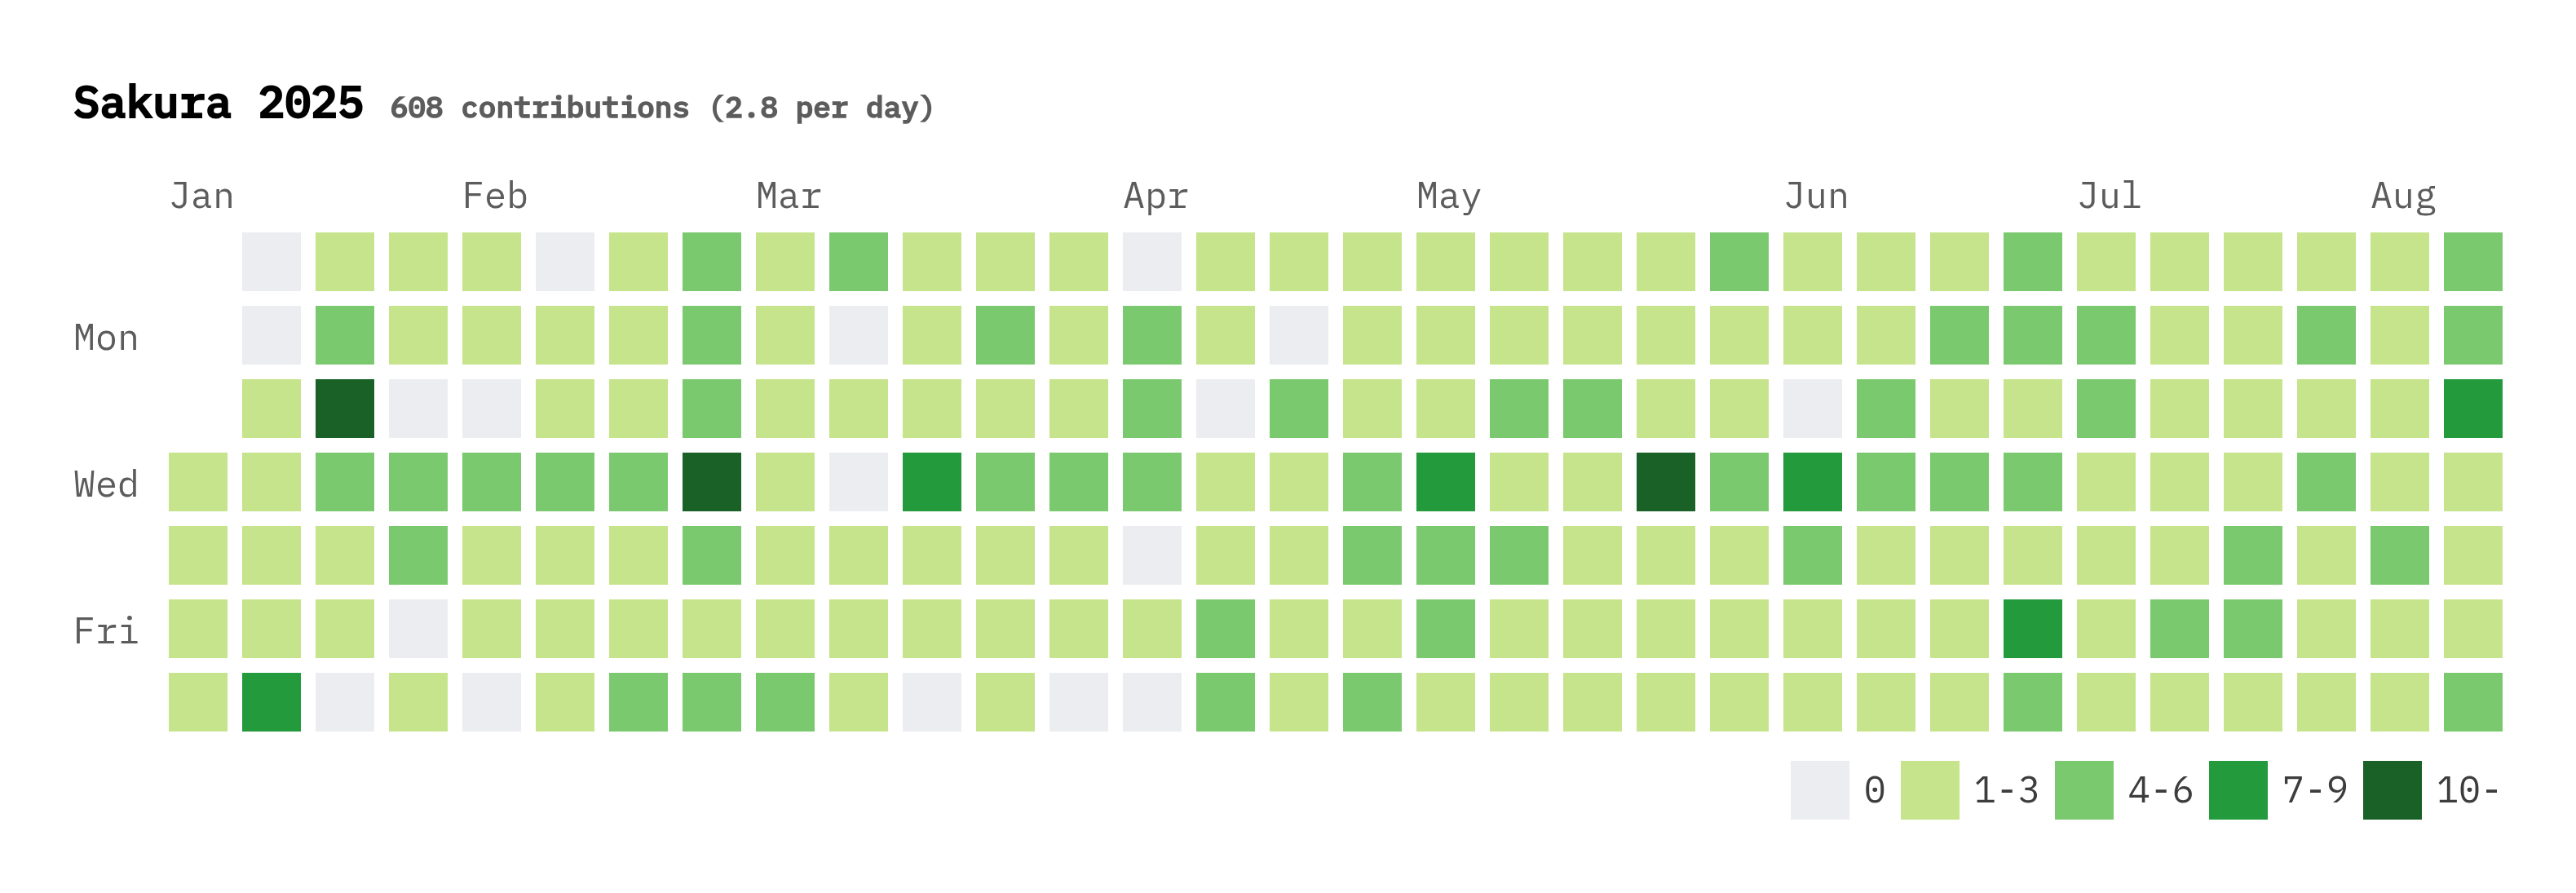 Sakura 2025 608 contributions (2.8 per day)
Jan Feb Mar Apr May Jun Jul Aug
Mon
Wed
Fri
0 1-3 4-6 7-9 10-